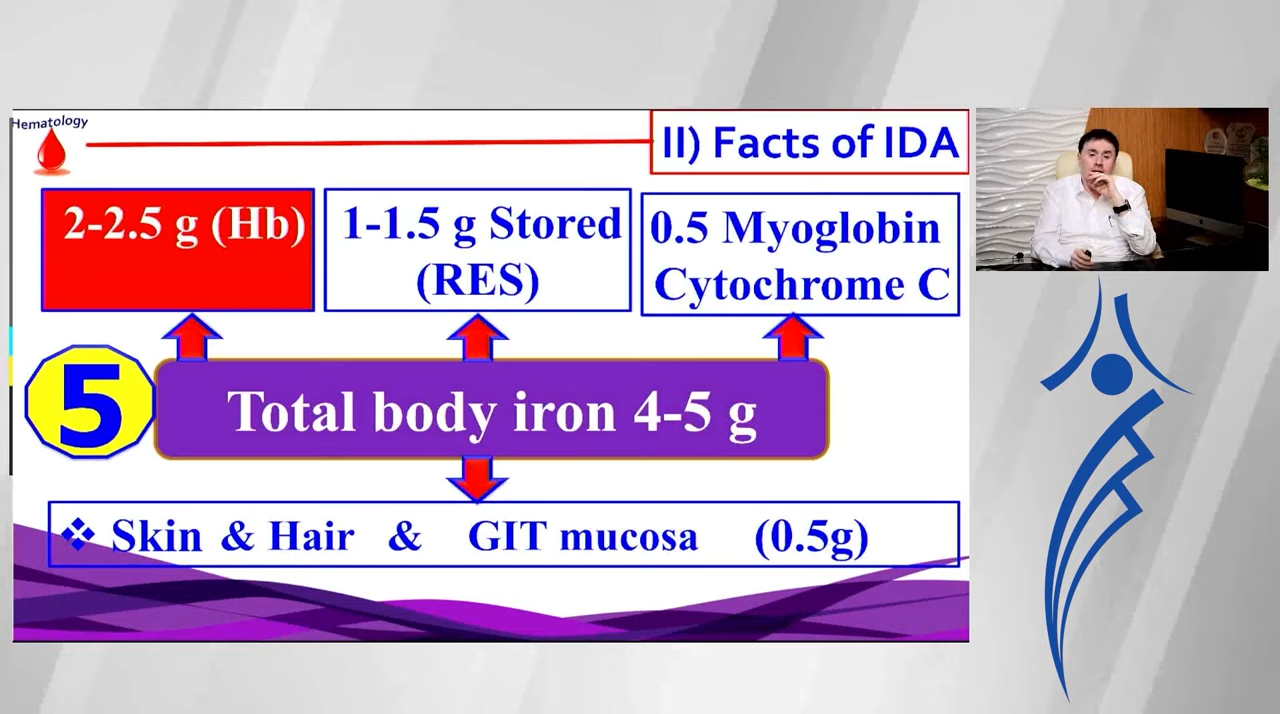 Hematology
II) Facts of IDA
2-2.5 g (Hb)
1-1.5 g Stored
(RES)
0.5 Myoglobin
Cytochrome C
5
Total body iron 4-5 g
❖ Skin & Hair & GIT mucosa (0.5g)